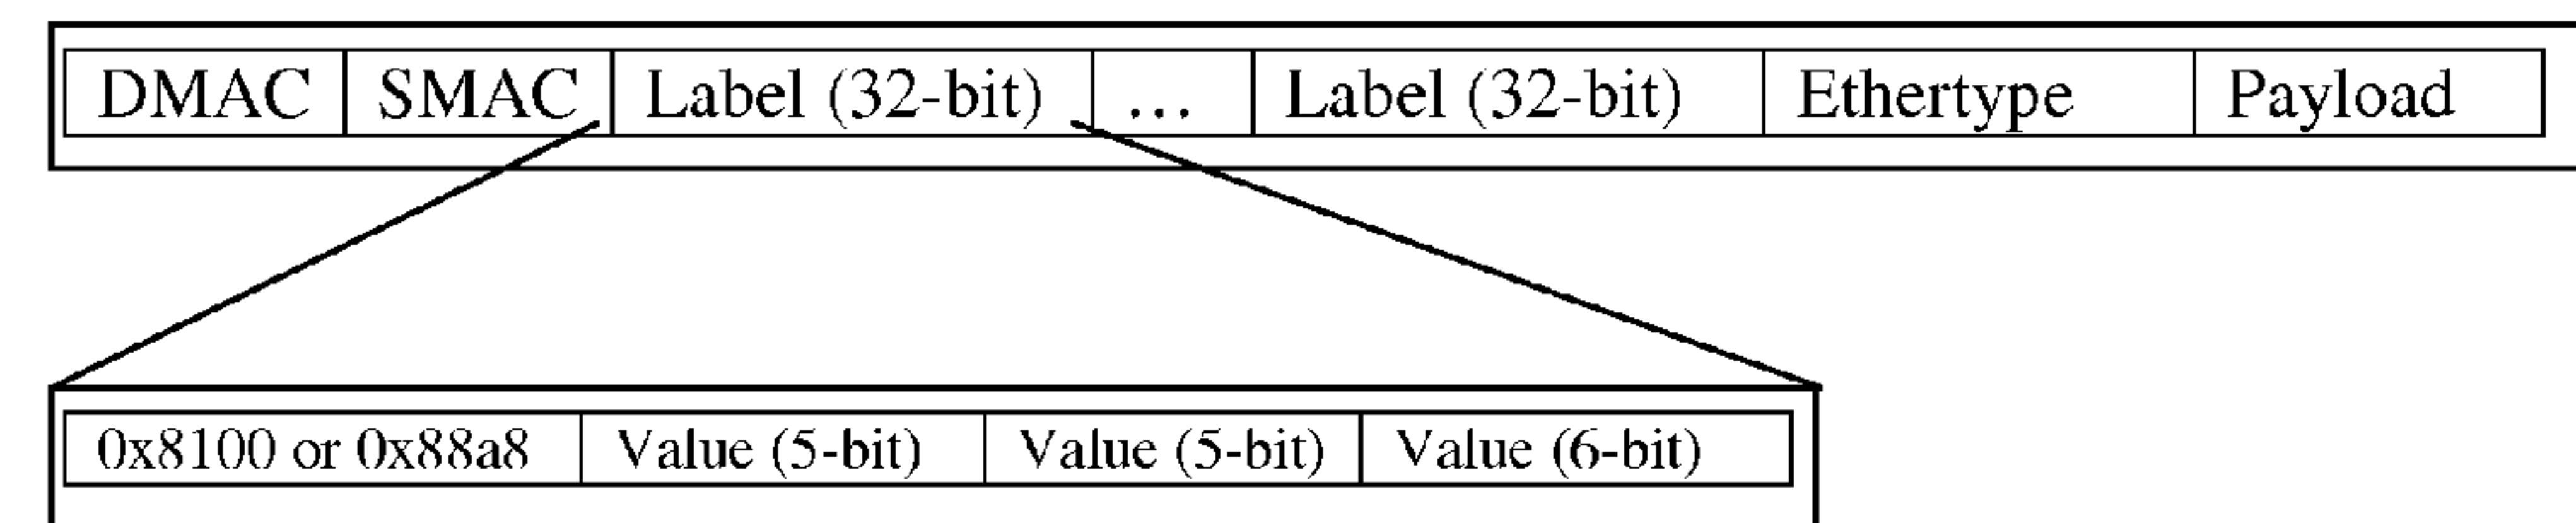 DMAC SMAC Label (32-bit) ... Label (32-bit) Ethertype Payload
0x8100 or 0x88a8 Value (5-bit) Value (5-bit) Value (6-bit)